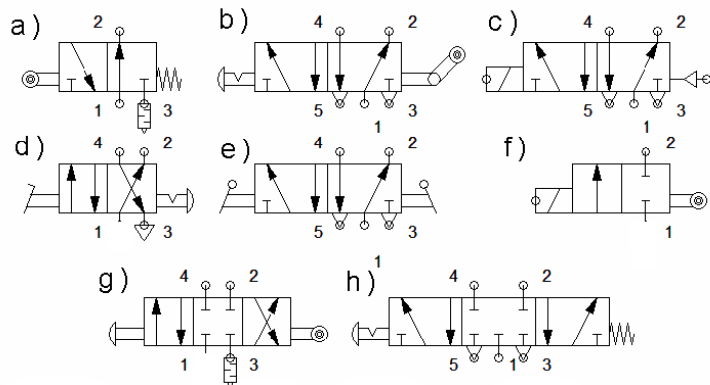 a) 2 b) 4 2 c) 4 2
1 3 5 1 3 5 1 3
d) 4 2 e) 4 2 f) 2
1 3 5 1 3 1
g) 4 2 h) 4 2
1 3 5 1 3